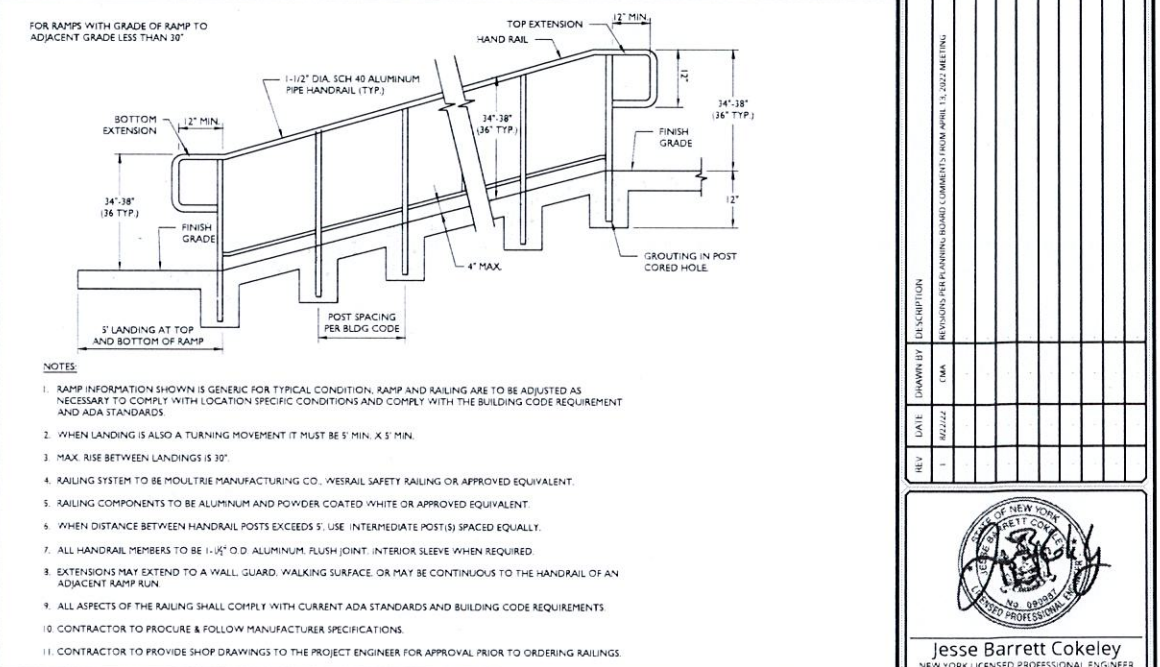 FOR RAMPS WITH GRADE OF RAMP TO
ADJACENT GRADE LESS THAN 30"
12" MIN.
TOP EXTENSION
HAND RAIL
1-1/2" DIA. SCH 40 ALUMINUM
PIPE HANDRAIL (TYP.)
12"
34"-38"
(36" TYP.)
BOTTOM
EXTENSION
12" MIN.
34"-38"
(36" TYP.)
FINISH
GRADE
34"-38"
(36 TYP.)
12"
FINISH
GRADE
GROUTING IN POST
CORED HOLE
4" MAX.
POST SPACING
PER BLDG CODE
5' LANDING AT TOP
AND BOTTOM OF RAMP
NOTES:
1. RAMP INFORMATION SHOWN IS GENERIC FOR TYPICAL CONDITION, RAMP AND RAILING ARE TO BE ADJUSTED AS
NECESSARY TO COMPLY WITH LOCATION SPECIFIC CONDITIONS AND COMPLY WITH THE BUILDING CODE REQUIREMENT
AND ADA STANDARDS.
2. WHEN LANDING IS ALSO A TURNING MOVEMENT IT MUST BE 5' MIN. X 5' MIN.
3. MAX. RISE BETWEEN LANDINGS IS 30".
4. RAILING SYSTEM TO BE MOULTRIE MANUFACTURING CO., WESRAIL SAFETY RAILING OR APPROVED EQUIVALENT.
5. RAILING COMPONENTS TO BE ALUMINUM AND POWDER COATED WHITE OR APPROVED EQUIVALENT.
6. WHEN DISTANCE BETWEEN HANDRAIL POSTS EXCEEDS 5', USE INTERMEDIATE POST(S) SPACED EQUALLY.
7. ALL HANDRAIL MEMBERS TO BE 1-½" O.D. ALUMINUM, FLUSH JOINT, INTERIOR SLEEVE WHEN REQUIRED.
8. EXTENSIONS MAY EXTEND TO A WALL, GUARD, WALKING SURFACE, OR MAY BE CONTINUOUS TO THE HANDRAIL OF AN
ADJACENT RAMP RUN.
9. ALL ASPECTS OF THE RAILING SHALL COMPLY WITH CURRENT ADA STANDARDS AND BUILDING CODE REQUIREMENTS.
10. CONTRACTOR TO PROCURE & FOLLOW MANUFACTURER SPECIFICATIONS.
11. CONTRACTOR TO PROVIDE SHOP DRAWINGS TO THE PROJECT ENGINEER FOR APPROVAL PRIOR TO ORDERING RAILINGS.
REV DATE DRAWN BY DESCRIPTION
1 8/22/22 CMA REVISIONS PER PLANNING BOARD COMMENTS FROM APRIL 13, 2022 MEETING
STATE OF NEW YORK
JESSE BARRETT COKELEY
No 090987
LICENSED PROFESSIONAL ENGINEER
Jesse Barrett Cokeley
NEW YORK LICENSED PROFESSIONAL ENGINEER